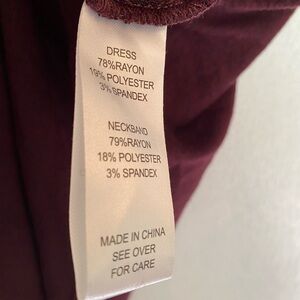 DRESS
78%RAYON
19% POLYESTER
3% SPANDEX
NECKBAND
79%RAYON
18% POLYESTER
3% SPANDEX
MADE IN CHINA
SEE OVER
FOR CARE